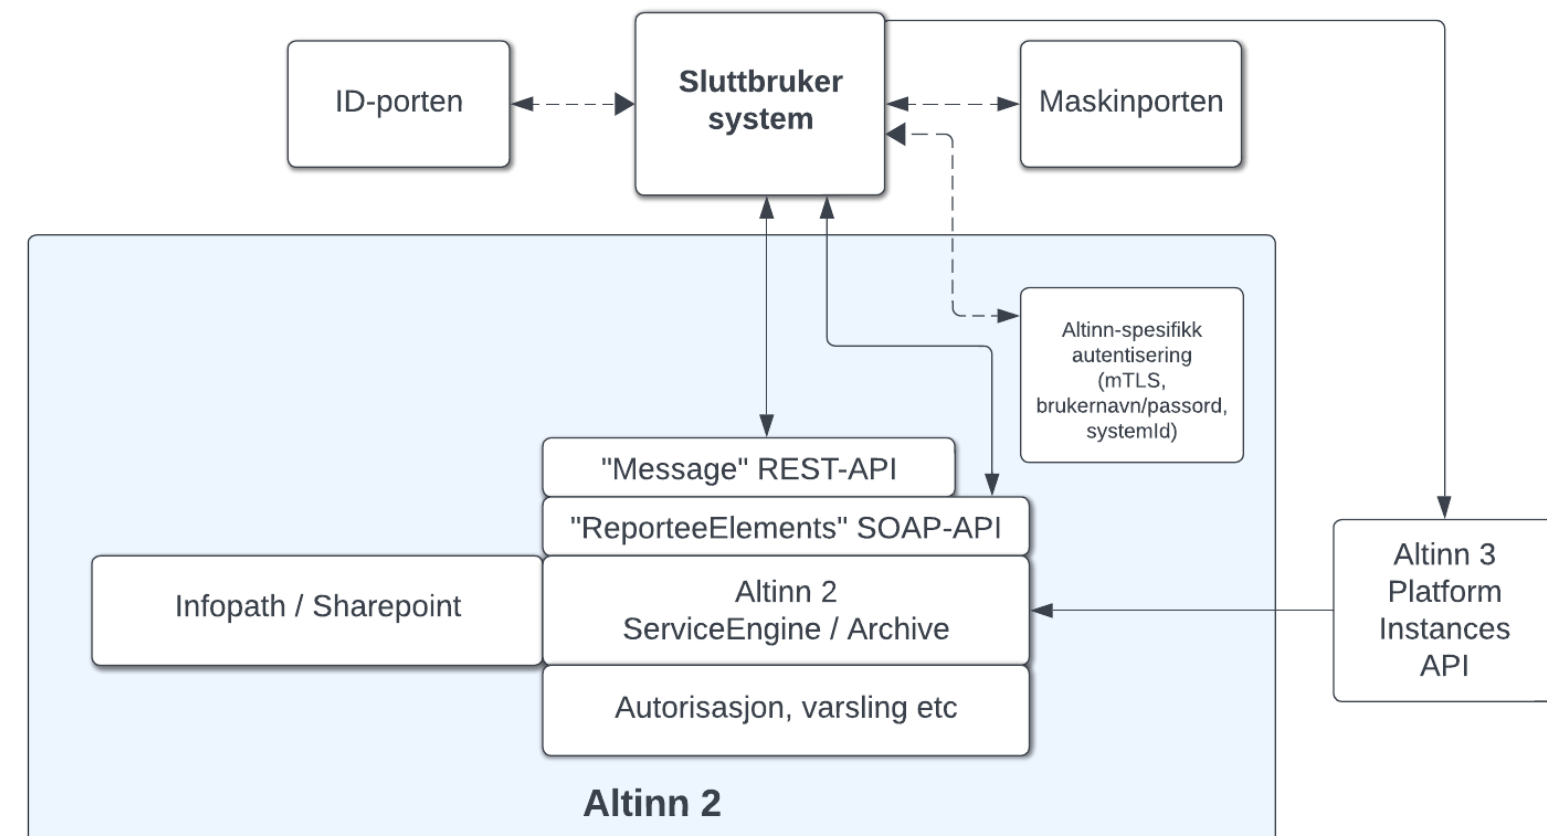 ID-porten
Sluttbruker
system
Maskinporten
Altinn-spesifikk
autentisering
(mTLS,
brukernavn/passord,
systemId)
"Message" REST-API
"ReporteeElements" SOAP-API
Infopath / Sharepoint
Altinn 2
ServiceEngine / Archive
Altinn 3
Platform
Instances
API
Autorisasjon, varsling etc
Altinn 2